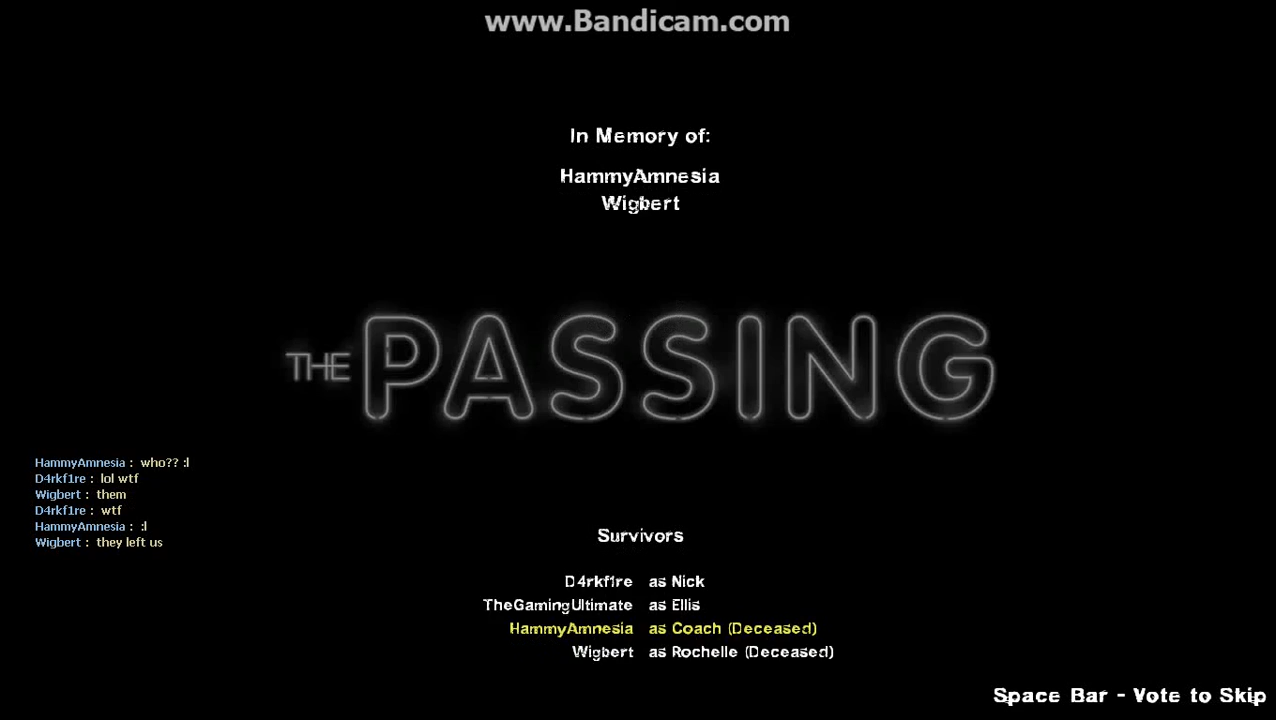 www.Bandicam.com
In Memory of:
HammyAmnesia
Wigbert
THE PASSING
HammyAmnesia : who?? :l
D4rkf1re : lol wtf
Wigbert : them
D4rkf1re : wtf
HammyAmnesia : :l
Wigbert : they left us
Survivors
D4rkf1re as Nick
TheGamingUltimate as Ellis
HammyAmnesia as Coach (Deceased)
Wigbert as Rochelle (Deceased)
Space Bar - Vote to Skip